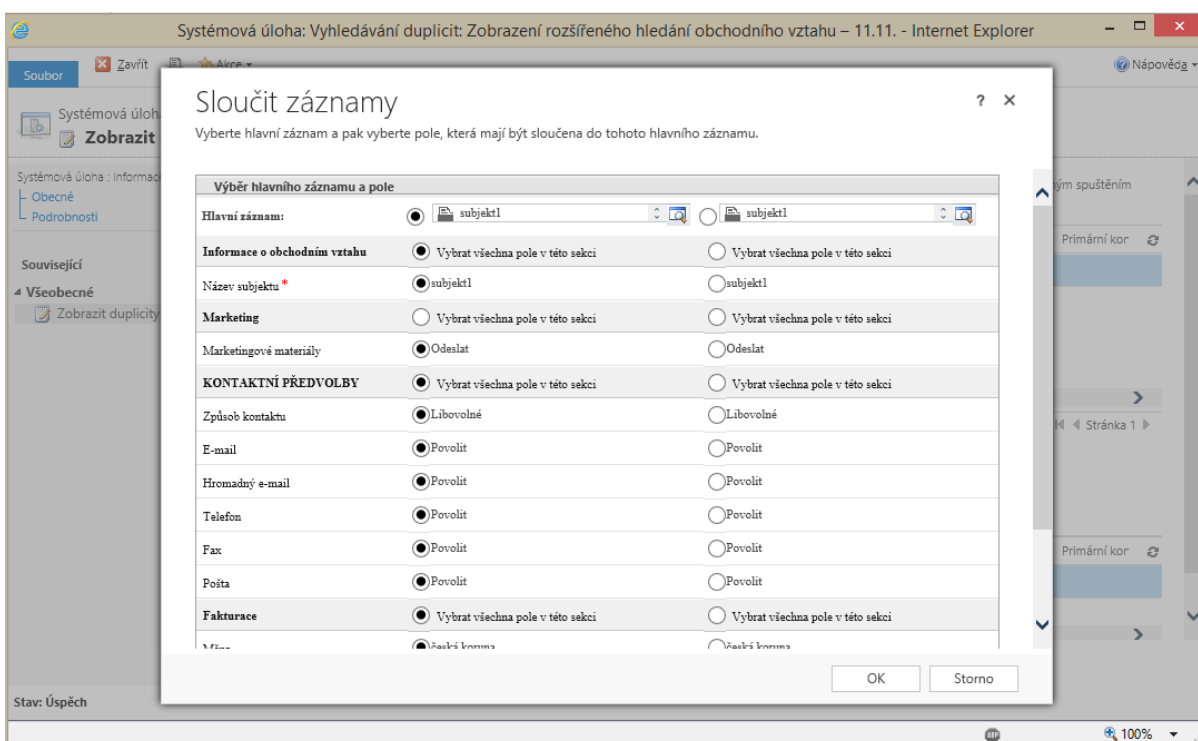 Systémová úloha: Vyhledávání duplicit: Zobrazení rozšířeného hledání obchodního vztahu – 11.11. - Internet Explorer
Soubor
Zavřít
Akce
Nápověda
Systémová úloh
Zobrazit
Systémová úloha : Informace
Obecné
Podrobnosti
Související
Všeobecné
Zobrazit duplicity
Stav: Úspěch
Sloučit záznamy
? ×
Vyberte hlavní záznam a pak vyberte pole, která mají být sloučena do tohoto hlavního záznamu.
Výběr hlavního záznamu a pole
Hlavní záznam: subjekt1 subjekt1
Informace o obchodním vztahu Vybrat všechna pole v této sekci Vybrat všechna pole v této sekci
Název subjektu * subjekt1 subjekt1
Marketing Vybrat všechna pole v této sekci Vybrat všechna pole v této sekci
Marketingové materiály Odeslat Odeslat
KONTAKTNÍ PŘEDVOLBY Vybrat všechna pole v této sekci Vybrat všechna pole v této sekci
Způsob kontaktu Libovolné Libovolné
E-mail Povolit Povolit
Hromadný e-mail Povolit Povolit
Telefon Povolit Povolit
Fax Povolit Povolit
Pošta Povolit Povolit
Fakturace Vybrat všechna pole v této sekci Vybrat všechna pole v této sekci
Měna česká koruna česká koruna
OK Storno
ným spuštěním
Primární kor
Stránka 1
Primární kor
100%